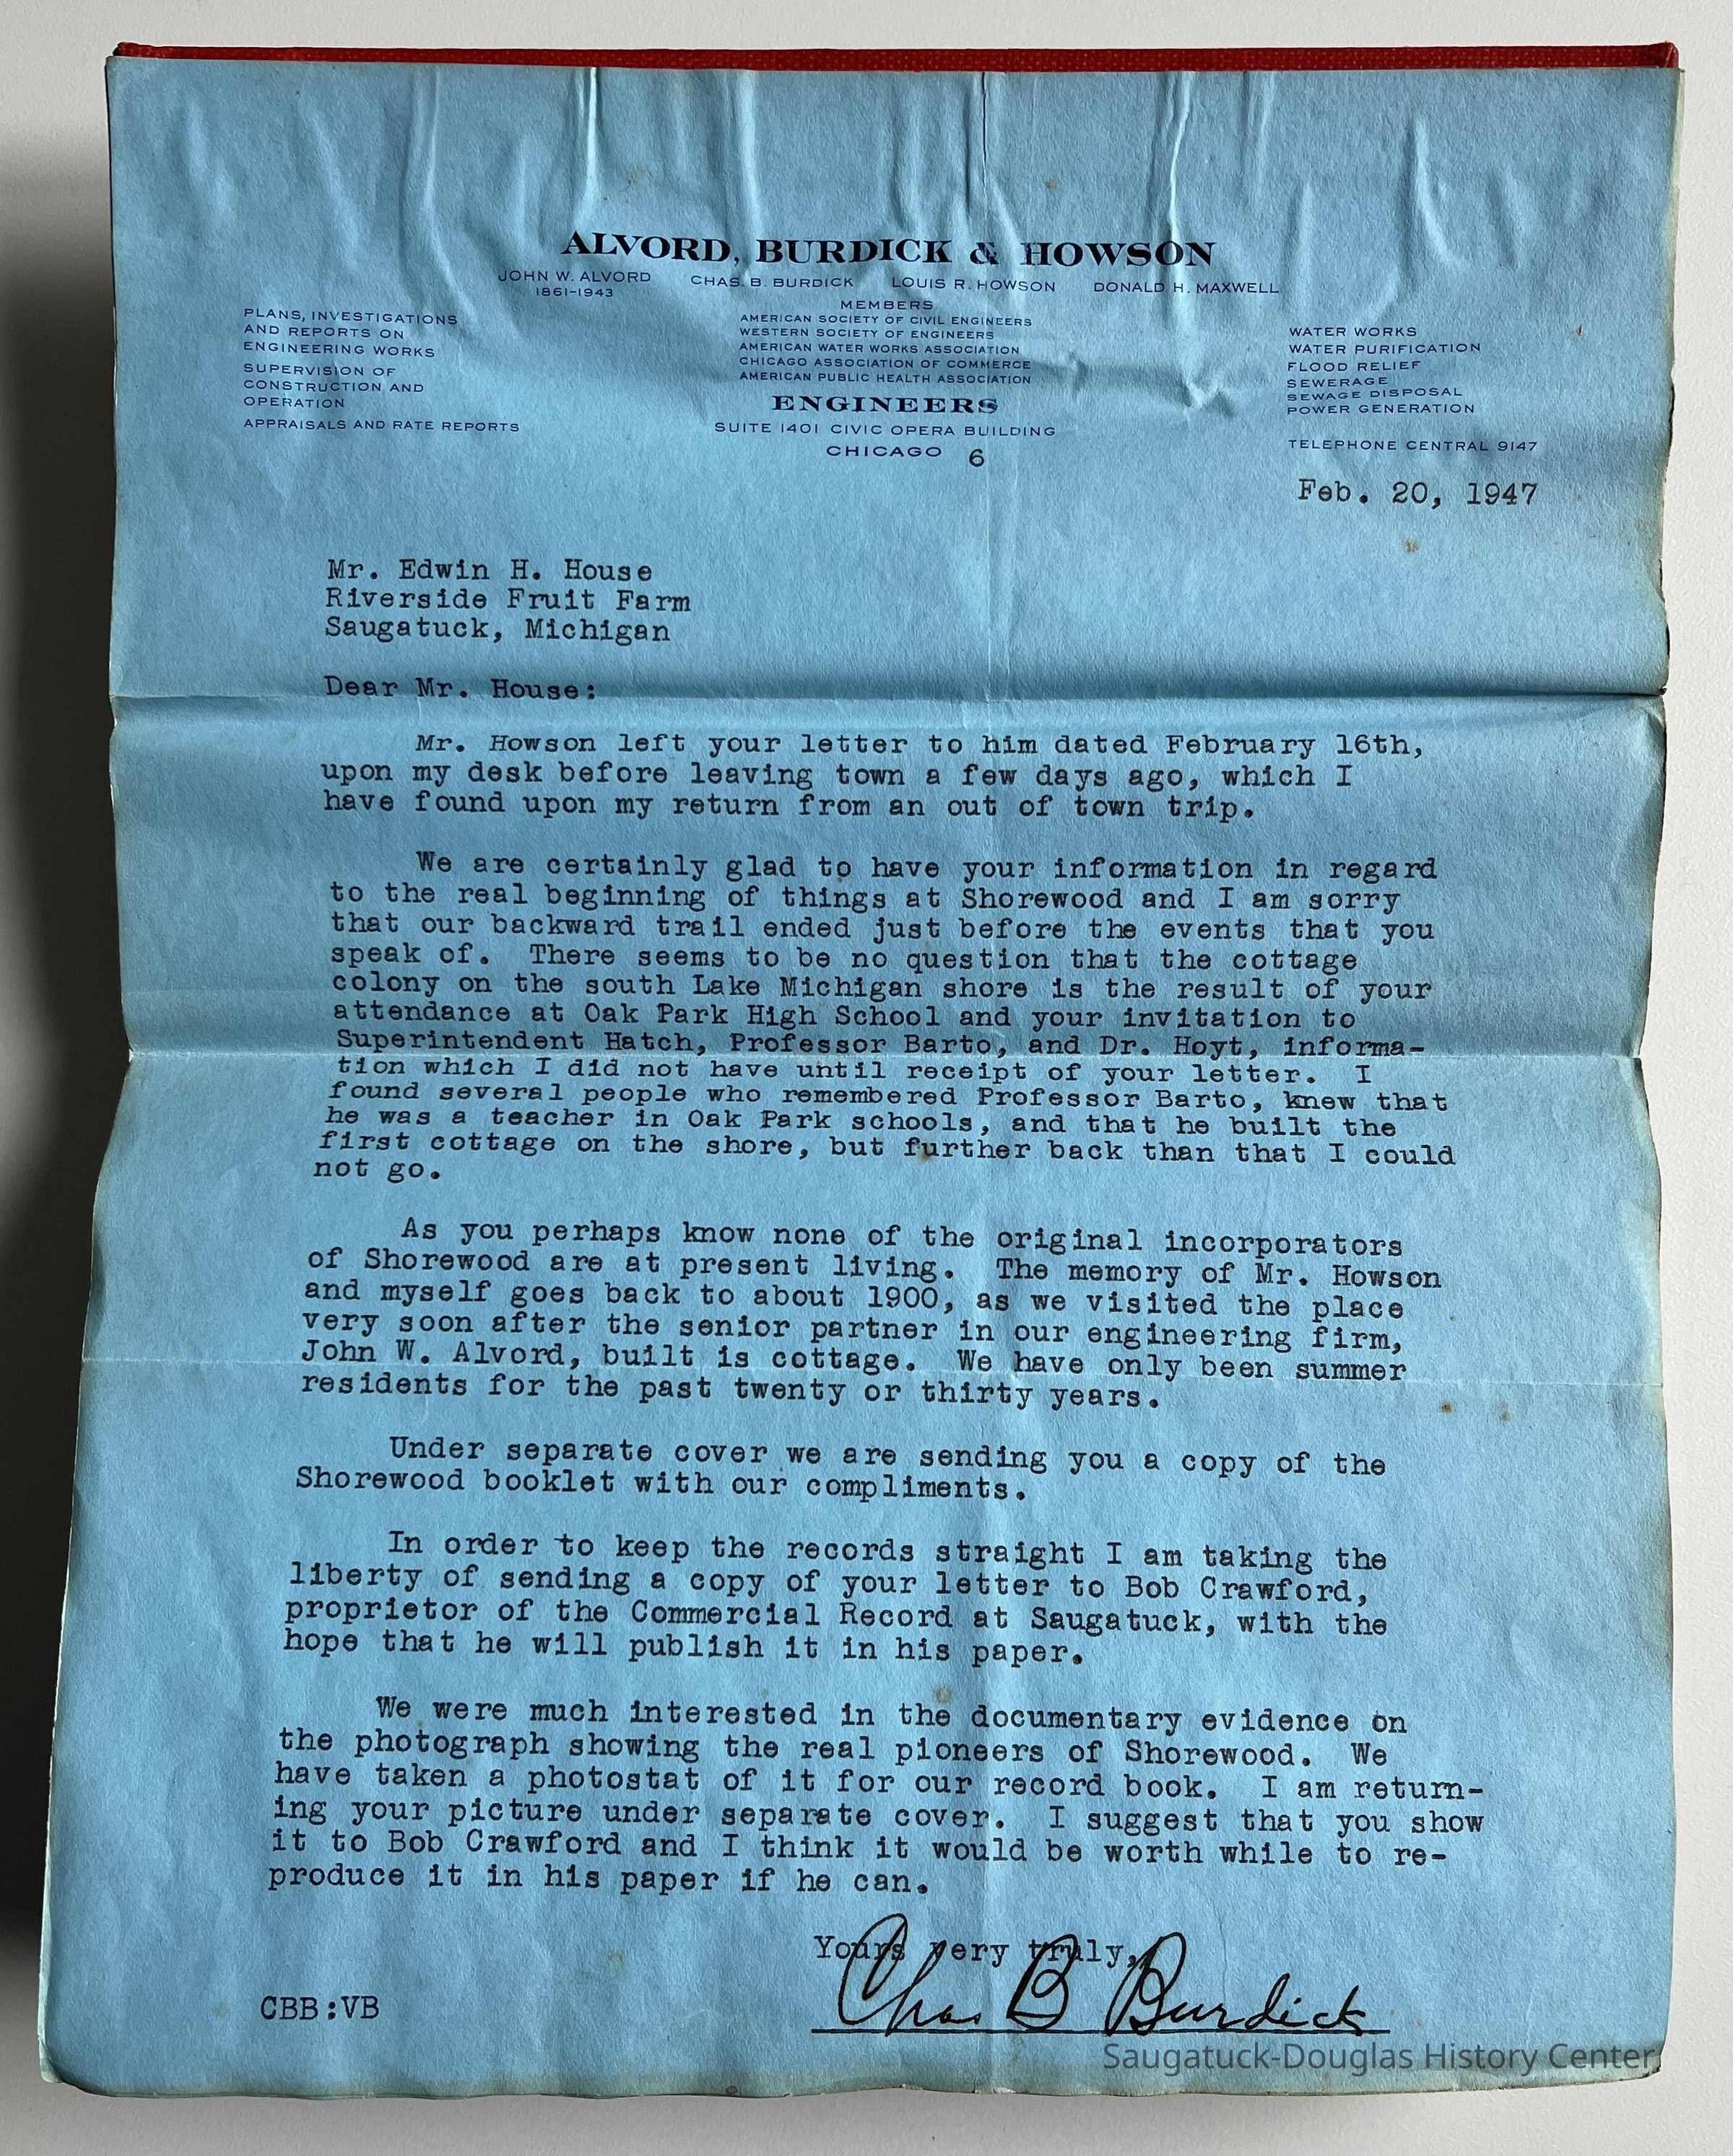 ALVORD, BURDICK & HOWSON
JOHN W. ALVORD CHAS. B. BURDICK LOUIS R. HOWSON DONALD H. MAXWELL
1861-1943
PLANS, INVESTIGATIONS
AND REPORTS ON
ENGINEERING WORKS
SUPERVISION OF
CONSTRUCTION AND
OPERATION
APPRAISALS AND RATE REPORTS
MEMBERS
AMERICAN SOCIETY OF CIVIL ENGINEERS
WESTERN SOCIETY OF ENGINEERS
AMERICAN WATER WORKS ASSOCIATION
CHICAGO ASSOCIATION OF COMMERCE
AMERICAN PUBLIC HEALTH ASSOCIATION
ENGINEERS
SUITE 1401 CIVIC OPERA BUILDING
CHICAGO 6
WATER WORKS
WATER PURIFICATION
FLOOD RELIEF
SEWERAGE
SEWAGE DISPOSAL
POWER GENERATION
TELEPHONE CENTRAL 9147
Feb. 20, 1947
Mr. Edwin H. House
Riverside Fruit Farm
Saugatuck, Michigan
Dear Mr. House:
Mr. Howson left your letter to him dated February 16th,
upon my desk before leaving town a few days ago, which I
have found upon my return from an out of town trip.
We are certainly glad to have your information in regard
to the real beginning of things at Shorewood and I am sorry
that our backward trail ended just before the events that you
speak of. There seems to be no question that the cottage
colony on the south Lake Michigan shore is the result of your
attendance at Oak Park High School and your invitation to
Superintendent Hatch, Professor Barto, and Dr. Hoyt, informa-
tion which I did not have until receipt of your letter. I
found several people who remembered Professor Barto, knew that
he was a teacher in Oak Park schools, and that he built the
first cottage on the shore, but further back than that I could
not go.
As you perhaps know none of the original incorporators
of Shorewood are at present living. The memory of Mr. Howson
and myself goes back to about 1900, as we visited the place
very soon after the senior partner in our engineering firm,
John W. Alvord, built is cottage. We have only been summer
residents for the past twenty or thirty years.
Under separate cover we are sending you a copy of the
Shorewood booklet with our compliments.
In order to keep the records straight I am taking the
liberty of sending a copy of your letter to Bob Crawford,
proprietor of the Commercial Record at Saugatuck, with the
hope that he will publish it in his paper.
We were much interested in the documentary evidence on
the photograph showing the real pioneers of Shorewood. We
have taken a photostat of it for our record book. I am return-
ing your picture under separate cover. I suggest that you show
it to Bob Crawford and I think it would be worth while to re-
produce it in his paper if he can.
Yours very truly,
Chas B Burdick
CBB:VB
Saugatuck-Douglas History Center